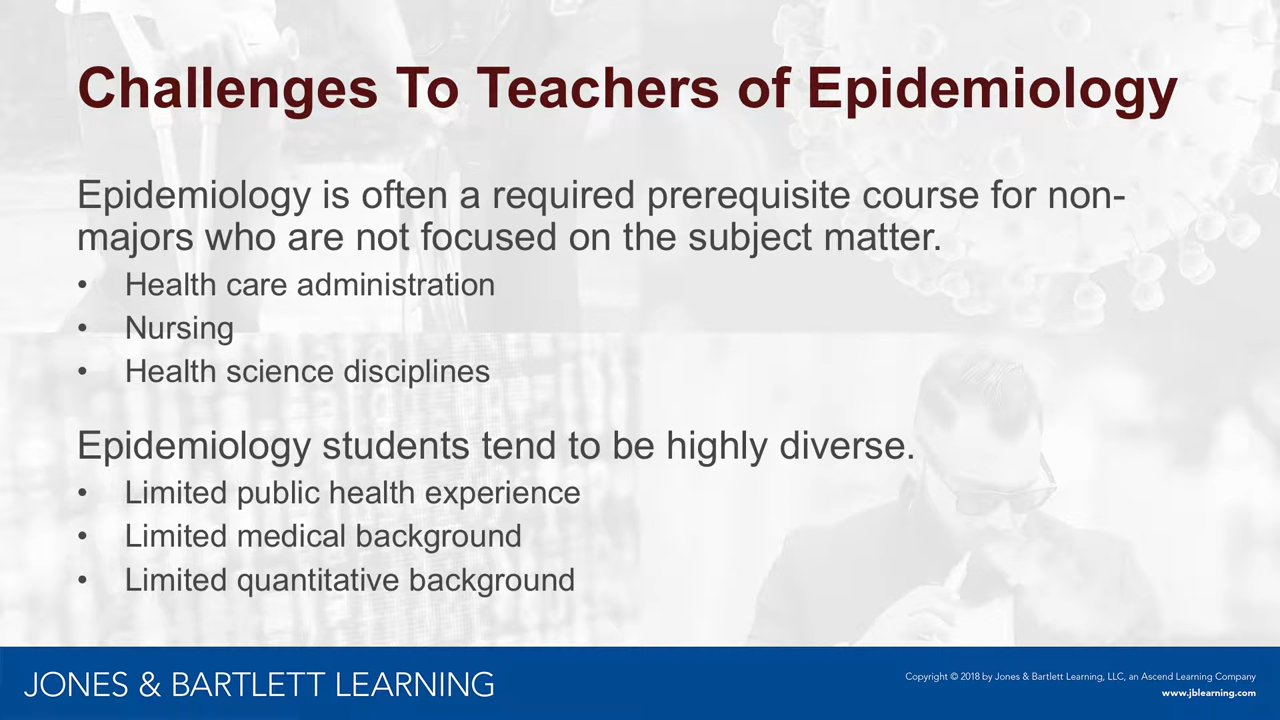 Challenges To Teachers of Epidemiology
Epidemiology is often a required prerequisite course for non-
majors who are not focused on the subject matter.
• Health care administration
• Nursing
• Health science disciplines
Epidemiology students tend to be highly diverse.
• Limited public health experience
• Limited medical background
• Limited quantitative background
JONES & BARTLETT LEARNING
Copyright © 2018 by Jones & Bartlett Learning, LLC, an Ascend Learning Company
www.jblearning.com